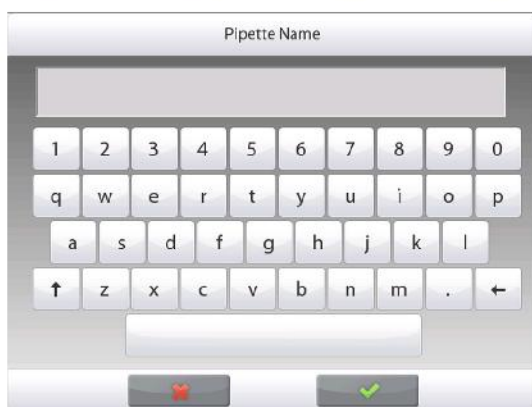 Pipette Name
1 2 3 4 5 6 7 8 9 0
q w e r t y u i o p
a s d f g h j k l
↑ z x c v b n m . ←